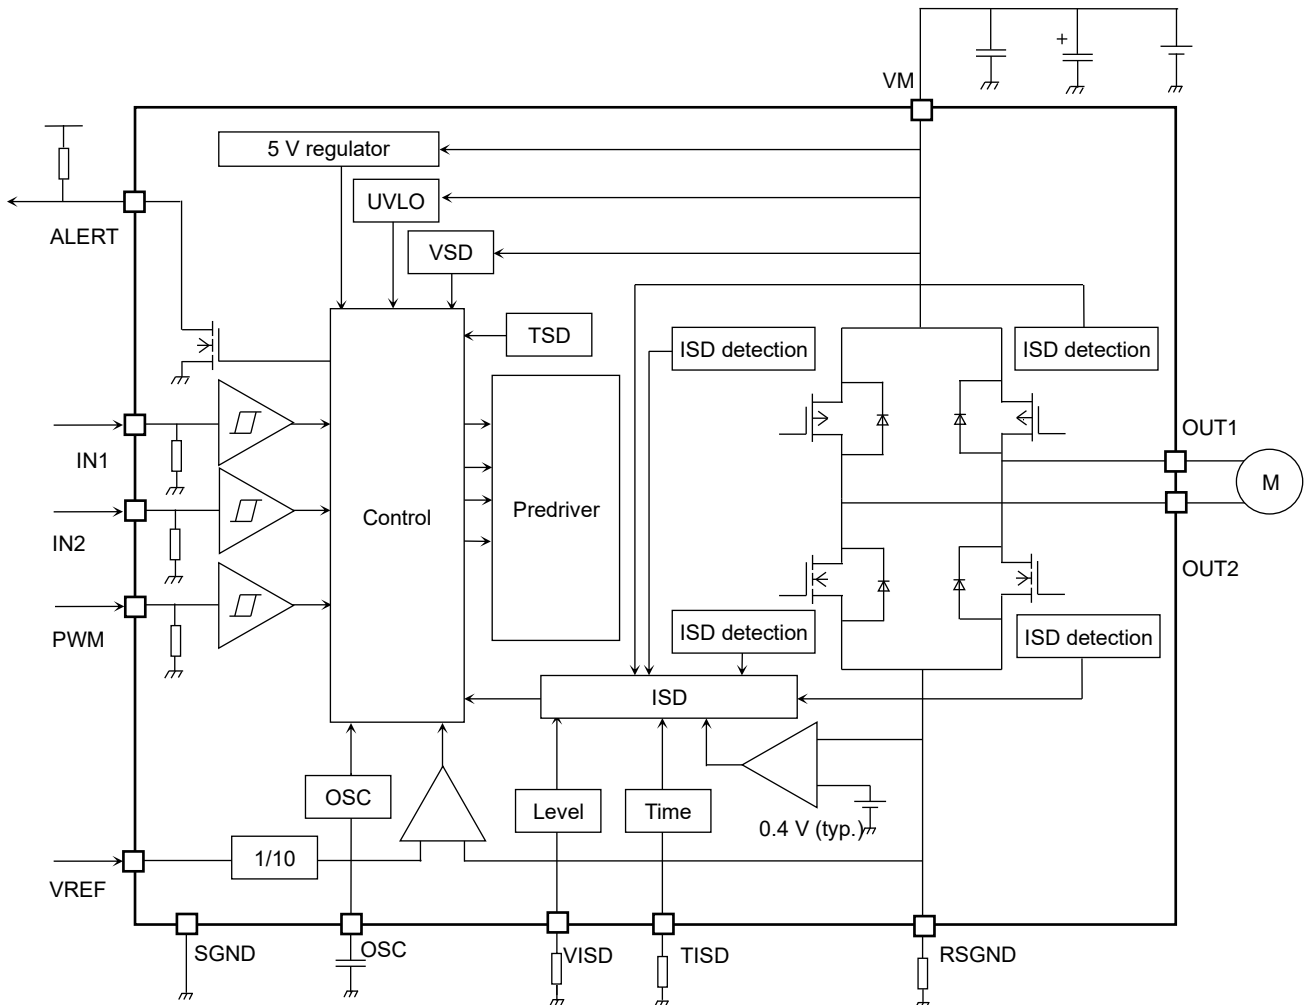 VM
+
5 V regulator
UVLO
ALERT
VSD
TSD
ISD detection
ISD detection
OUT1
IN1
M
Control
Predriver
IN2
OUT2
PWM
ISD detection
ISD detection
ISD
OSC
Level
Time
0.4 V (typ.)
1/10
VREF
SGND
OSC
VISD
TISD
RSGND